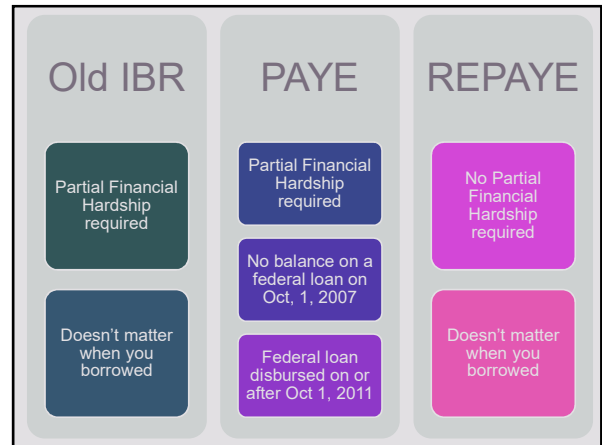 Old IBR
Partial Financial
Hardship
required
Doesn't matter
when you
borrowed
PAYE
Partial Financial
Hardship
required
No balance on a
federal loan on
Oct, 1, 2007
Federal loan
disbursed on or
after Oct 1, 2011
REPAYE
No Partial
Financial
Hardship
required
Doesn't matter
when you
borrowed